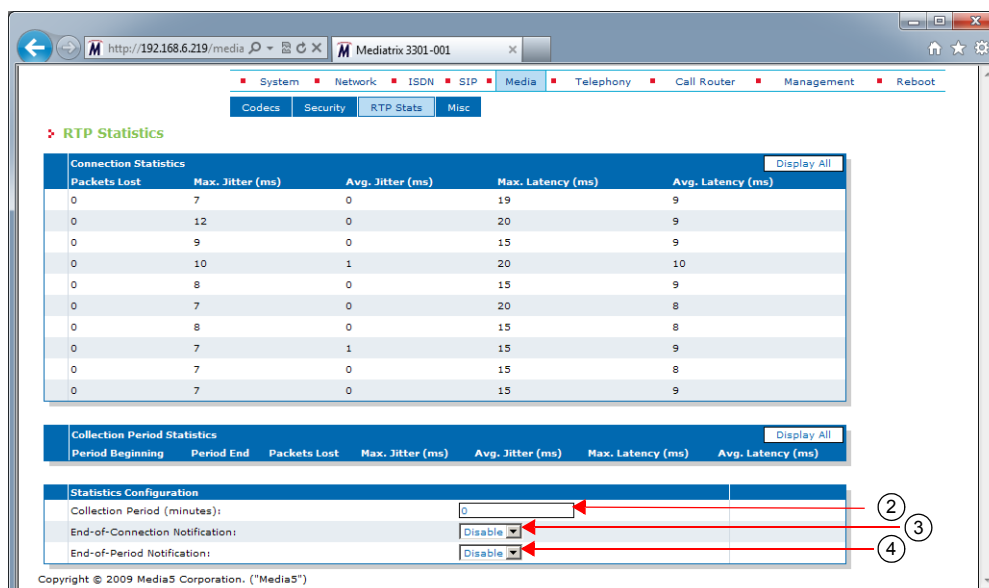 http://192.168.6.219/media
Mediatrix 3301-001
System Network ISDN SIP Media Telephony Call Router Management Reboot
Codecs Security RTP Stats Misc
RTP Statistics
Connection Statistics Display All
Packets Lost Max. Jitter (ms) Avg. Jitter (ms) Max. Latency (ms) Avg. Latency (ms)
0 7 0 19 9
0 12 0 20 9
0 9 0 15 9
0 10 1 20 10
0 8 0 15 9
0 7 0 20 8
0 8 0 15 8
0 7 1 15 9
0 7 0 15 8
0 7 0 15 9
Collection Period Statistics Display All
Period Beginning Period End Packets Lost Max. Jitter (ms) Avg. Jitter (ms) Max. Latency (ms) Avg. Latency (ms)
Statistics Configuration
Collection Period (minutes): 0 2
End-of-Connection Notification: Disable 3
End-of-Period Notification: Disable 4
Copyright © 2009 Media5 Corporation. ("Media5")